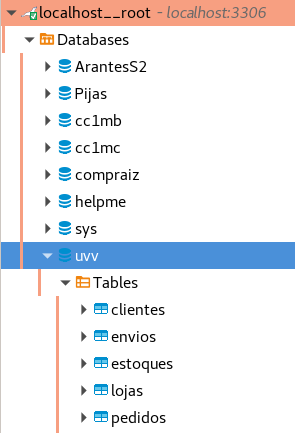 localhost__root - localhost:3306
Databases
ArantesS2
Pijas
cc1mb
cc1mc
compraiz
helpme
sys
uvv
Tables
clientes
envios
estoques
lojas
pedidos